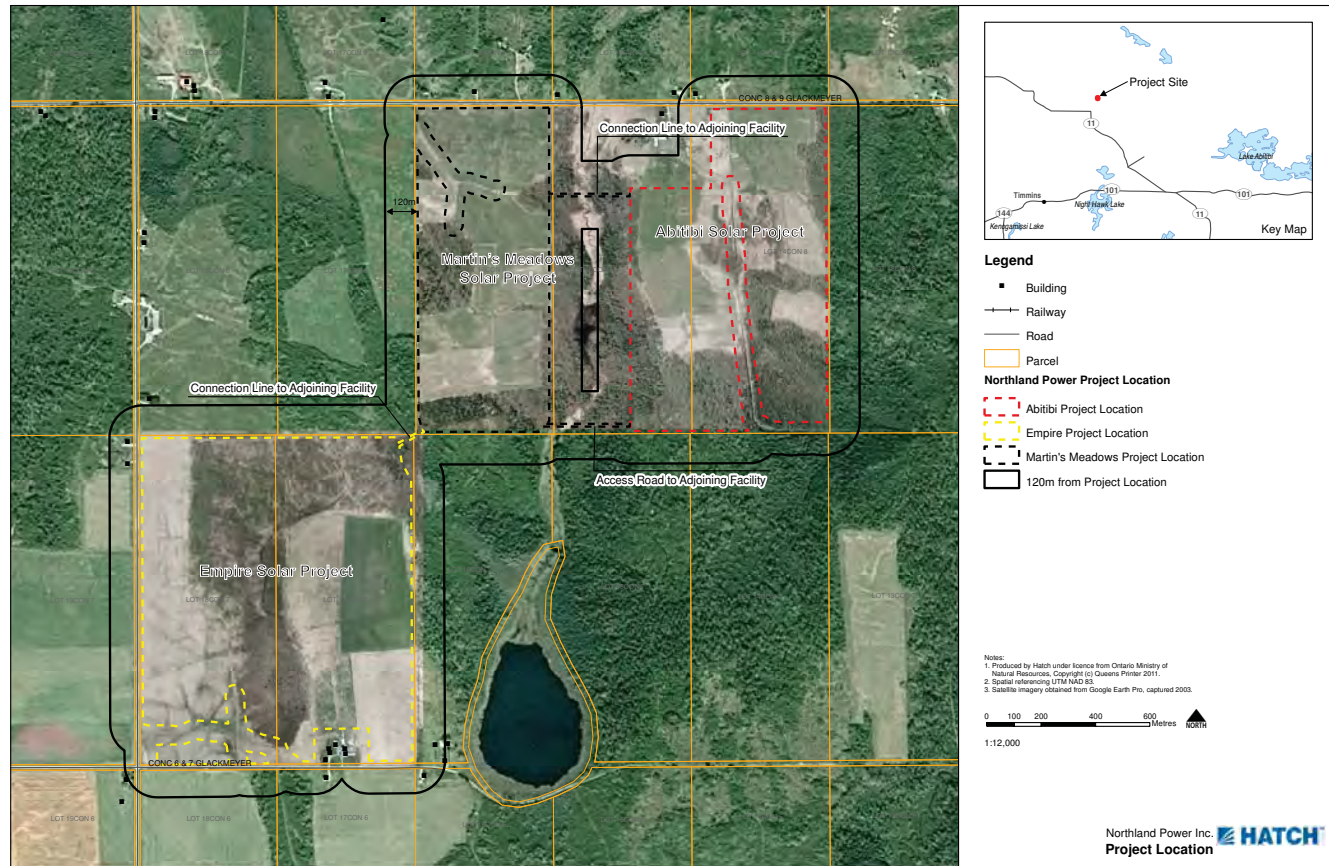 CONC 8 & 9 GLACKMEYER
Connection Line to Adjoining Facility
120m
Abitibi Solar Project
Martin's Meadows
Solar Project
Connection Line to Adjoining Facility
Access Road to Adjoining Facility
Empire Solar Project
CONC 6 & 7 GLACKMEYER
LOT 18CON 6
LOT 17CON 6
Project Site
11
Lake Abitibi
Timmins
101
Night Hawk Lake
101
144
11
Kenogamissi Lake
Key Map
Legend
Building
Railway
Road
Parcel
Northland Power Project Location
Abitibi Project Location
Empire Project Location
Martin's Meadows Project Location
120m from Project Location
Notes:
1. Produced by Hatch under licence from Ontario Ministry of
Natural Resources, Copyright (c) Queens Printer 2011.
2. Spatial referencing UTM NAD 83.
3. Satellite imagery obtained from Google Earth Pro, captured 2003.
0 100 200 400 600
Metres
NORTH
1:12,000
Northland Power Inc.
HATCH
Project Location